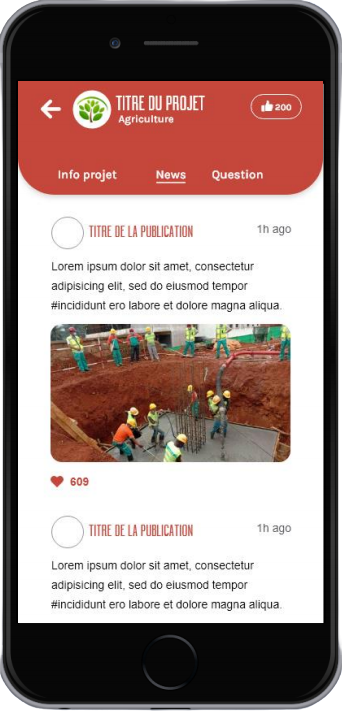 TITRE DU PROJET
Agriculture
200
Info projet
News
Question
TITRE DE LA PUBLICATION
1h ago
Lorem ipsum dolor sit amet, consectetur
adipisicing elit, sed do eiusmod tempor
#incididunt ero labore et dolore magna aliqua.
609
TITRE DE LA PUBLICATION
1h ago
Lorem ipsum dolor sit amet, consectetur
adipisicing elit, sed do eiusmod tempor
#incididunt ero labore et dolore magna aliqua.